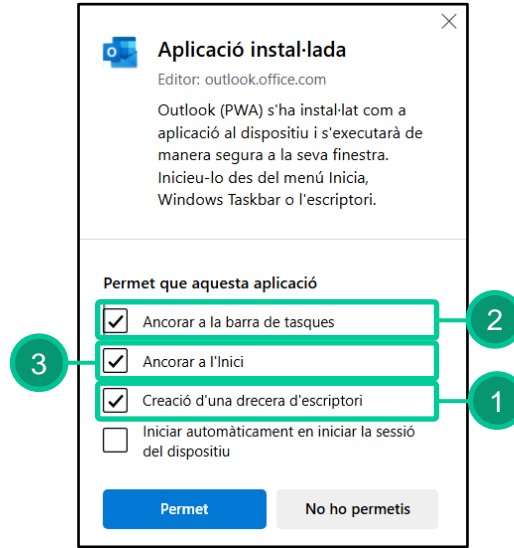 Aplicació instal·lada
Editor: outlook.office.com
Outlook (PWA) s'ha instal·lat com a
aplicació al dispositiu i s'executarà de
manera segura a la seva finestra.
Inicieu-lo des del menú Inicia,
Windows Taskbar o l'escriptori.
Permet que aquesta aplicació
Ancorar a la barra de tasques
2
3
Ancorar a l'Inici
Creació d'una drecera d'escriptori
1
Iniciar automàticament en iniciar la sessió
del dispositiu
Permet
No ho permetis